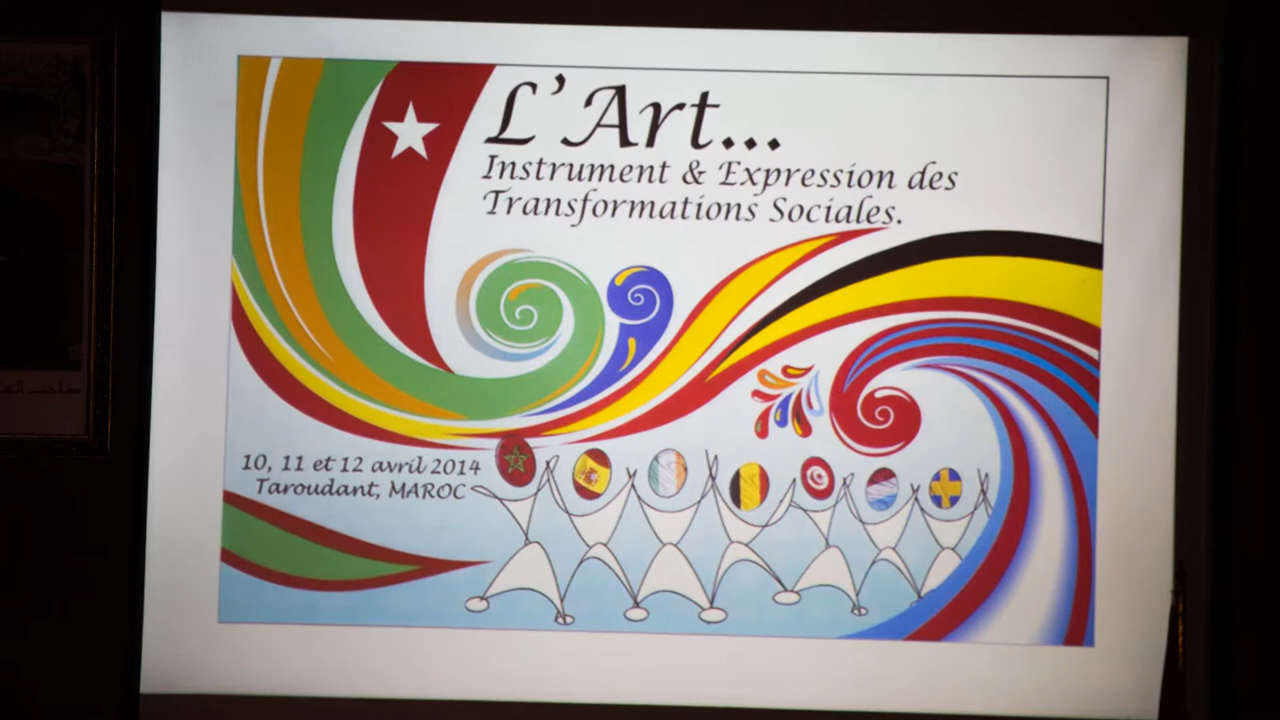 L'Art...
Instrument & Expression des
Transformations Sociales.
10, 11 et 12 avril 2014
Taroudant, MAROC